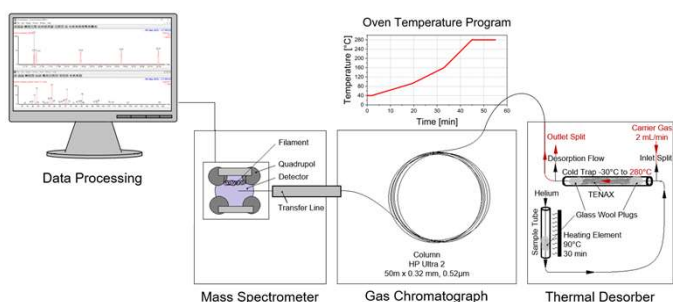 Oven Temperature Program
Temperature [°C]
280
240
200
160
120
80
40
0
0 10 20 30 40 50 60
Time [min]
Data Processing
Filament
Quadrupol
Detector
Transfer Line
Mass Spectrometer
Column
HP Ultra 2
50m x 0.32 mm, 0.52µm
Gas Chromatograph
Carrier Gas
2 mL/min
Outlet Split
Desorption Flow
Inlet Split
Cold Trap -30°C to 280°C
TENAX
Glass Wool Plugs
Helium
Sample Tube
Heating Element
90°C
30 min
Thermal Desorber